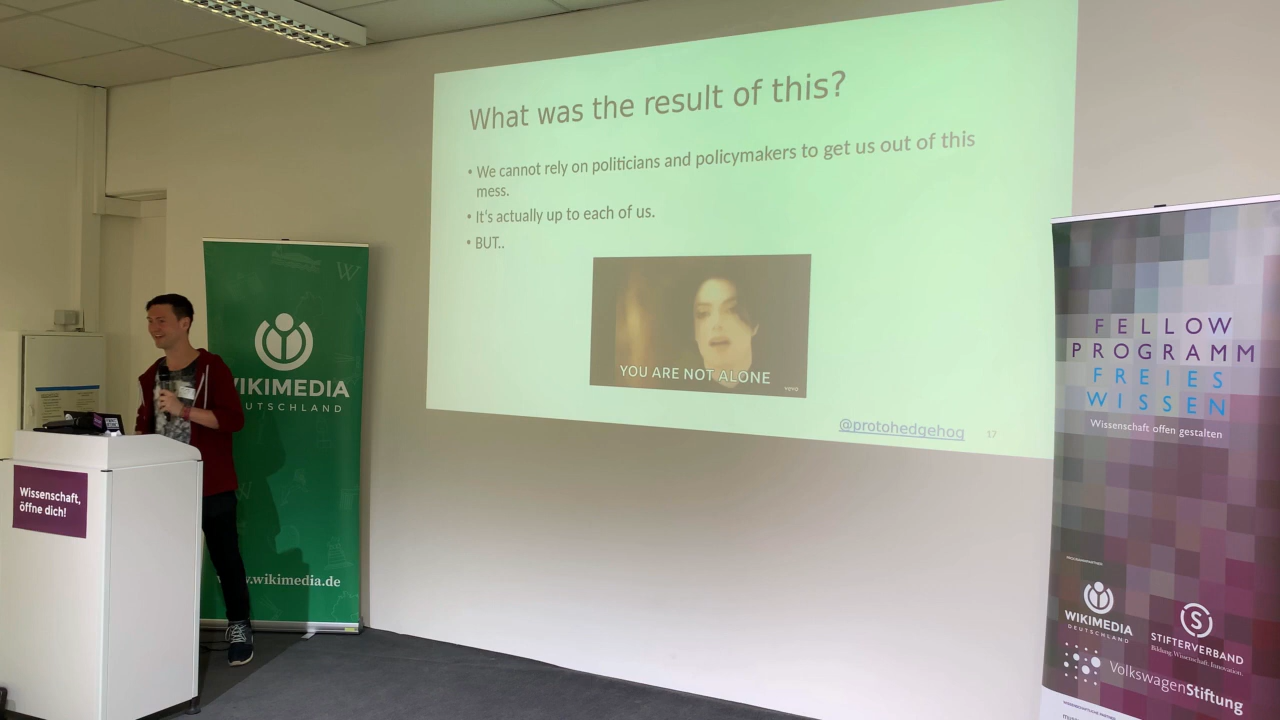 What was the result of this?
• We cannot rely on politicians and policymakers to get us out of this
mess.
• It's actually up to each of us.
• BUT..
YOU ARE NOT ALONE
vevo
@protohedgehog
17
WIKIMEDIA
DEUTSCHLAND
www.wikimedia.de
Wissenschaft,
öffne dich!
FELLOW
PROGRAMM
FREIES
WISSEN
Wissenschaft offen gestalten
WIKIMEDIA
DEUTSCHLAND
STIFTERVERBAND
Bildung. Wissenschaft. Innovation.
VolkswagenStiftung